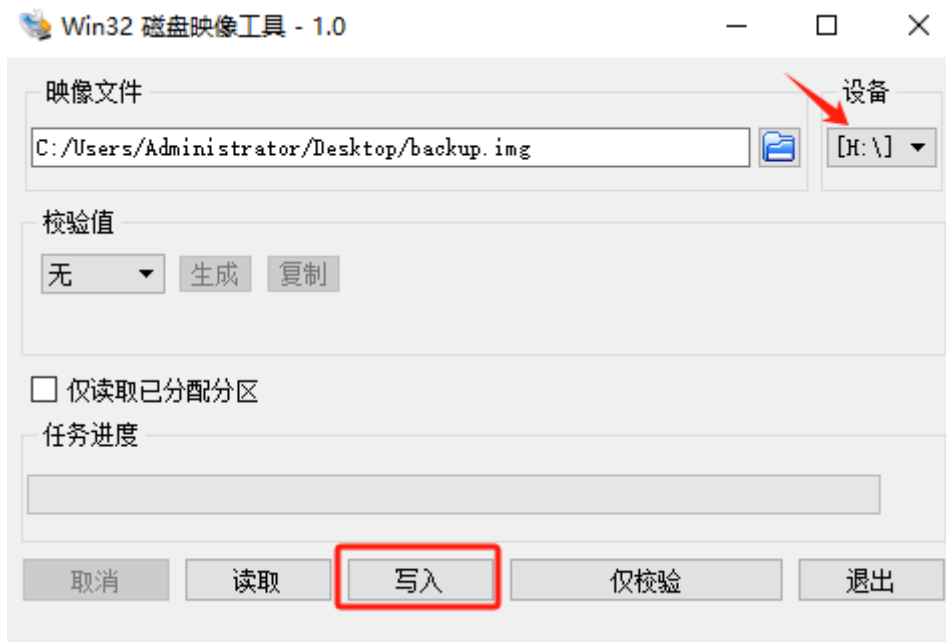 Win32 磁盘映像工具 - 1.0
映像文件
设备
C:/Users/Administrator/Desktop/backup.img
[H:\]
校验值
无
生成
复制
仅读取已分配分区
任务进度
取消
读取
写入
仅校验
退出